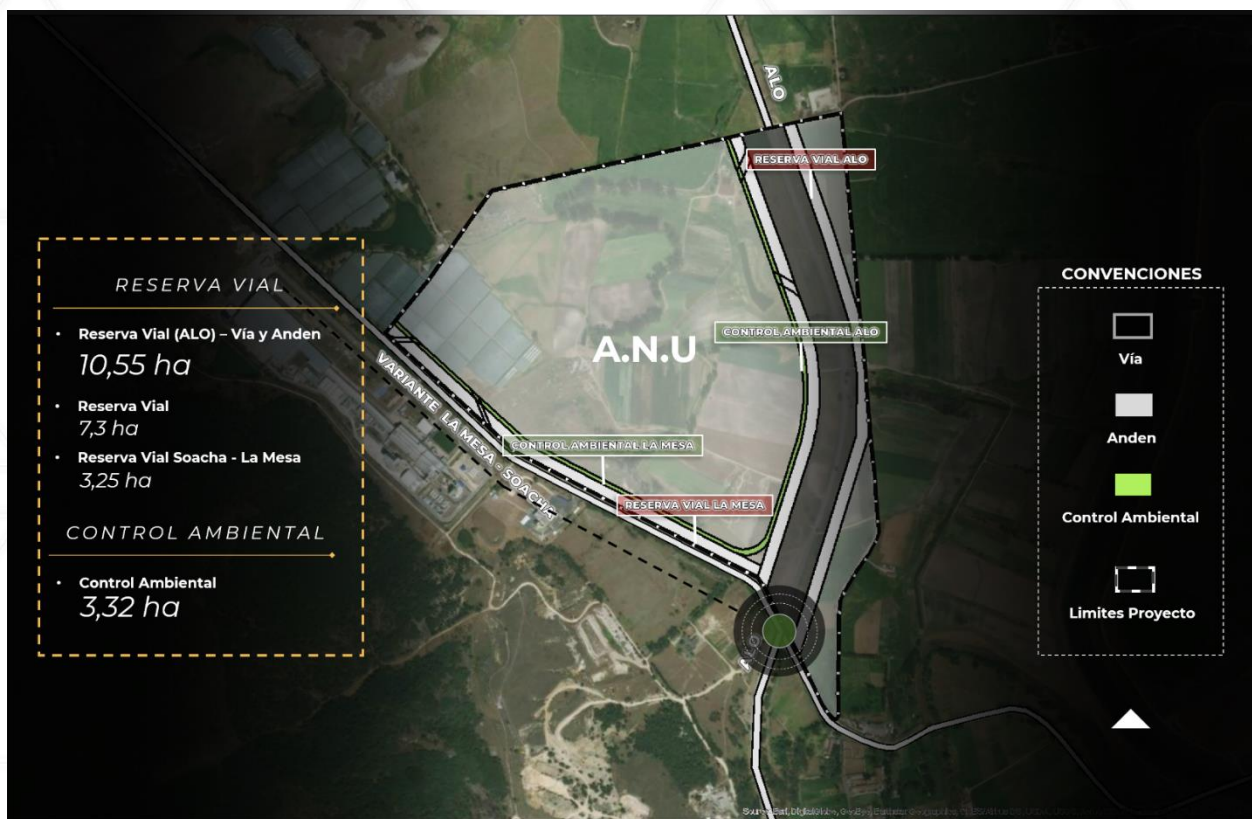 ALO
RESERVA VIAL ALO
RESERVA VIAL
• Reserva Vial (ALO) – Vía y Anden
10,55 ha
• Reserva Vial
7,3 ha
• Reserva Vial Soacha - La Mesa
3,25 ha
CONTROL AMBIENTAL
• Control Ambiental
3,32 ha
A.N.U
CONTROL AMBIENTAL ALO
VARIANTE LA MESA - SOACHA
CONTROL AMBIENTAL LA MESA
RESERVA VIAL LA MESA
CONVENCIONES
Vía
Anden
Control Ambiental
Limites Proyecto